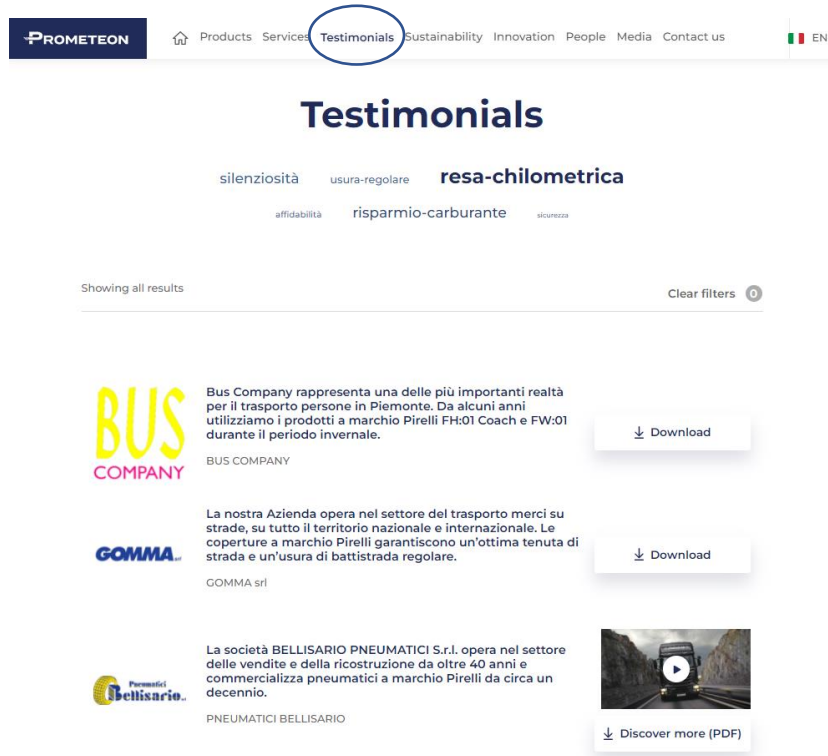 PROMETEON
Products Services Testimonials Sustainability Innovation People Media Contact us EN
Testimonials
silenziosità usura-regolare resa-chilometrica
affidabilità risparmio-carburante sicurezza
Showing all results
Clear filters 0
BUS
COMPANY
Bus Company rappresenta una delle più importanti realtà
per il trasporto persone in Piemonte. Da alcuni anni
utilizziamo i prodotti a marchio Pirelli FH:01 Coach e FW:01
durante il periodo invernale.
BUS COMPANY
Download
GOMMA srl
La nostra Azienda opera nel settore del trasporto merci su
strade, su tutto il territorio nazionale e internazionale. Le
coperture a marchio Pirelli garantiscono un'ottima tenuta di
strada e un'usura di battistrada regolare.
GOMMA srl
Download
Pneumatici
Bellisario
La società BELLISARIO PNEUMATICI S.r.l. opera nel settore
delle vendite e della ricostruzione da oltre 40 anni e
commercializza pneumatici a marchio Pirelli da circa un
decennio.
PNEUMATICI BELLISARIO
Discover more (PDF)